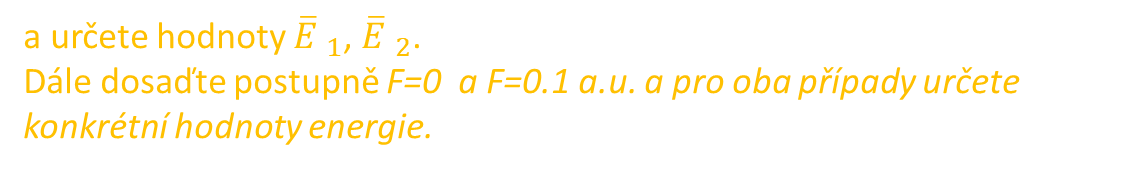 a určete hodnoty Ē ₁, Ē ₂.
Dále dosaďte postupně F=0 a F=0.1 a.u. a pro oba případy určete
konkrétní hodnoty energie.